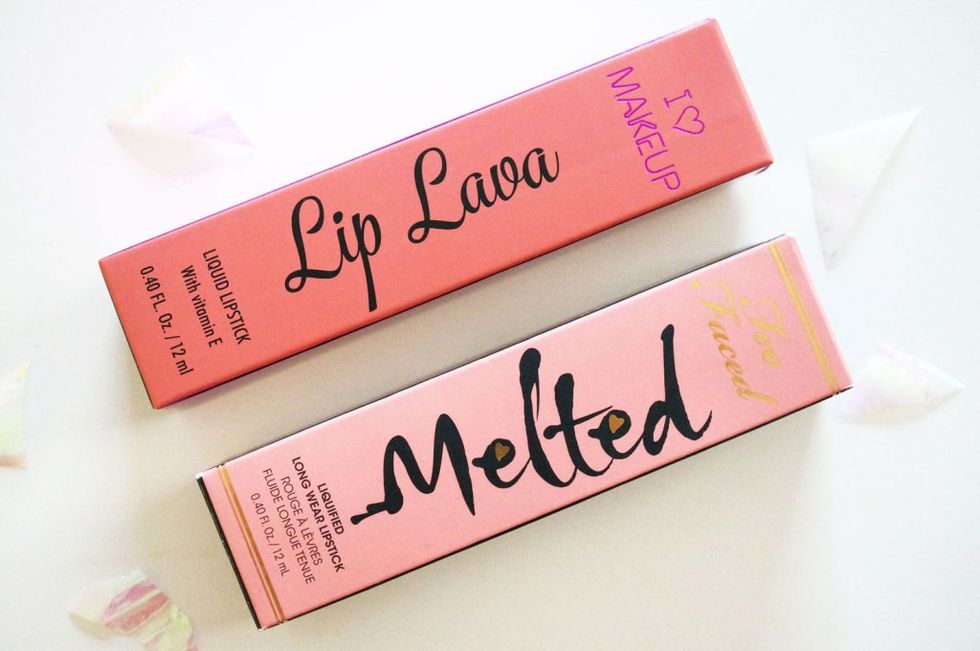 I ♡
MAKEUP
Lip Lava
LIQUID LIPSTICK
With vitamin E
0.40 FL. Oz. / 12 ml
Too
Faced
Melted
LIQUIFIED
LONG WEAR LIPSTICK
ROUGE À LÈVRES
FLUIDE LONGUE TENUE
0.40 Fl. Oz. / 12 mL